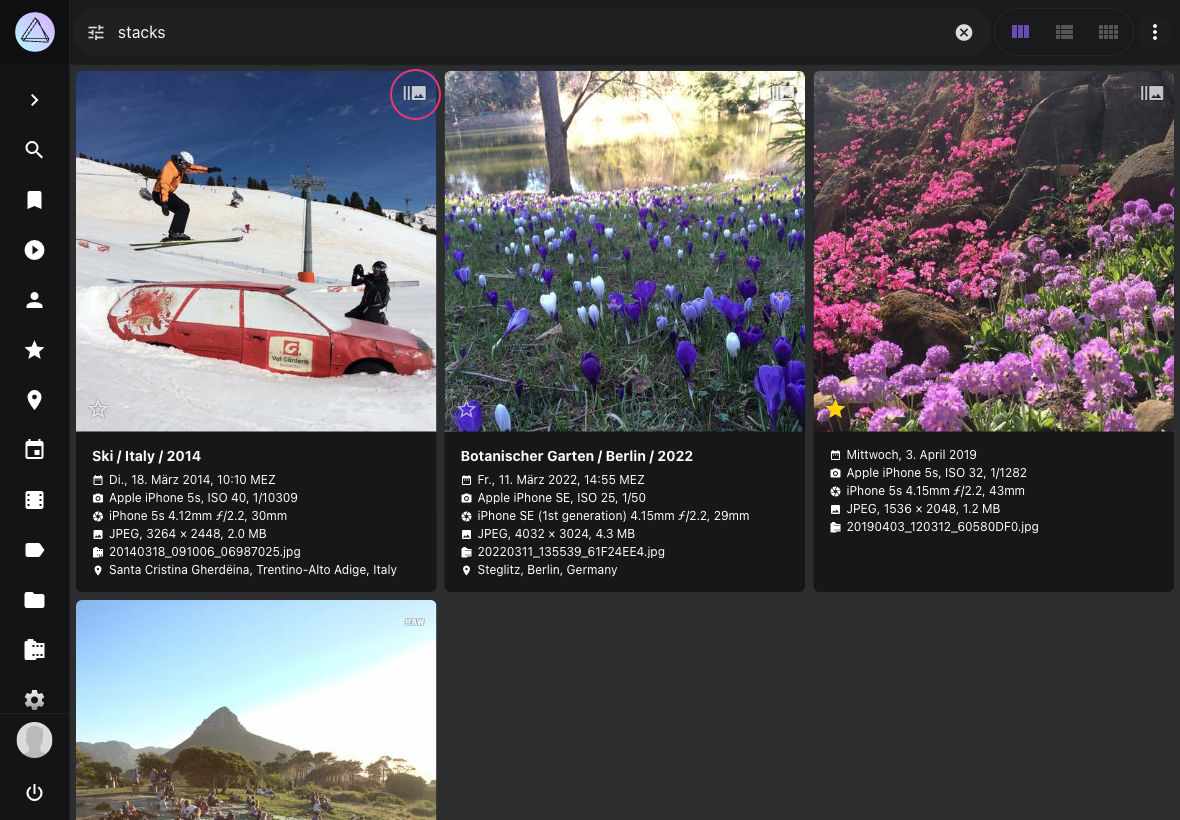 stacks
Val Gardena
Ski / Italy / 2014
Di., 18. März 2014, 10:10 MEZ
Apple iPhone 5s, ISO 40, 1/10309
iPhone 5s 4.12mm ƒ/2.2, 30mm
JPEG, 3264 × 2448, 2.0 MB
20140318_091006_06987025.jpg
Santa Cristina Gherdëina, Trentino-Alto Adige, Italy
Botanischer Garten / Berlin / 2022
Fr., 11. März 2022, 14:55 MEZ
Apple iPhone SE, ISO 25, 1/50
iPhone SE (1st generation) 4.15mm ƒ/2.2, 29mm
JPEG, 4032 × 3024, 4.3 MB
20220311_135539_61F24EE4.jpg
Steglitz, Berlin, Germany
Mittwoch, 3. April 2019
Apple iPhone 5s, ISO 32, 1/1282
iPhone 5s 4.15mm ƒ/2.2, 43mm
JPEG, 1536 × 2048, 1.2 MB
20190403_120312_60580DF0.jpg
RAW